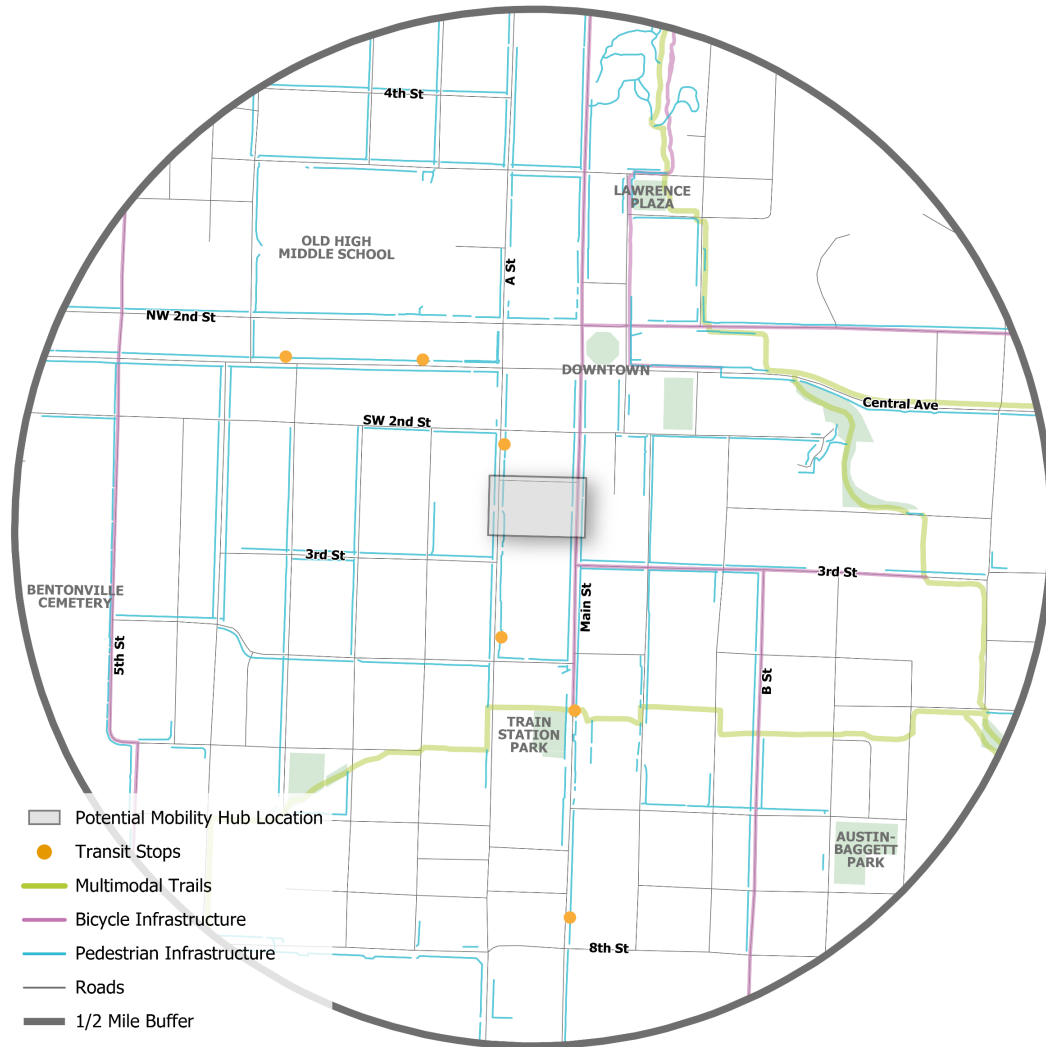 4th St
LAWRENCE
PLAZA
OLD HIGH
MIDDLE SCHOOL
A St
NW 2nd St
DOWNTOWN
Central Ave
SW 2nd St
3rd St
3rd St
BENTONVILLE
CEMETERY
Main St
5th St
B St
TRAIN
STATION
PARK
AUSTIN-
BAGGETT
PARK
8th St
Potential Mobility Hub Location
Transit Stops
Multimodal Trails
Bicycle Infrastructure
Pedestrian Infrastructure
Roads
1/2 Mile Buffer